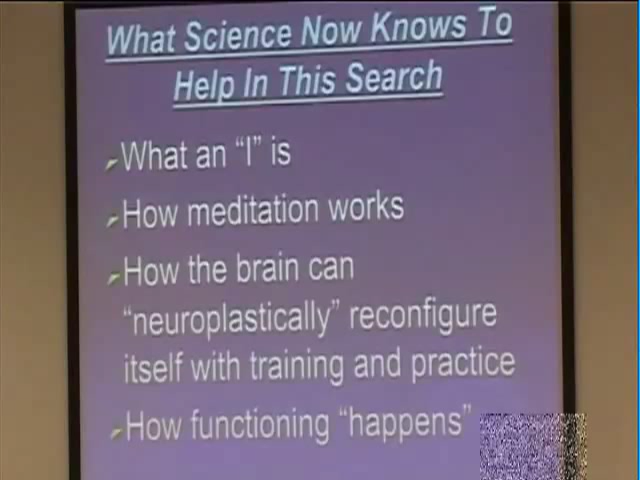 What Science Now Knows To
Help In This Search
What an “I” is
How meditation works
How the brain can
“neuroplastically” reconfigure
itself with training and practice
How functioning “happens”